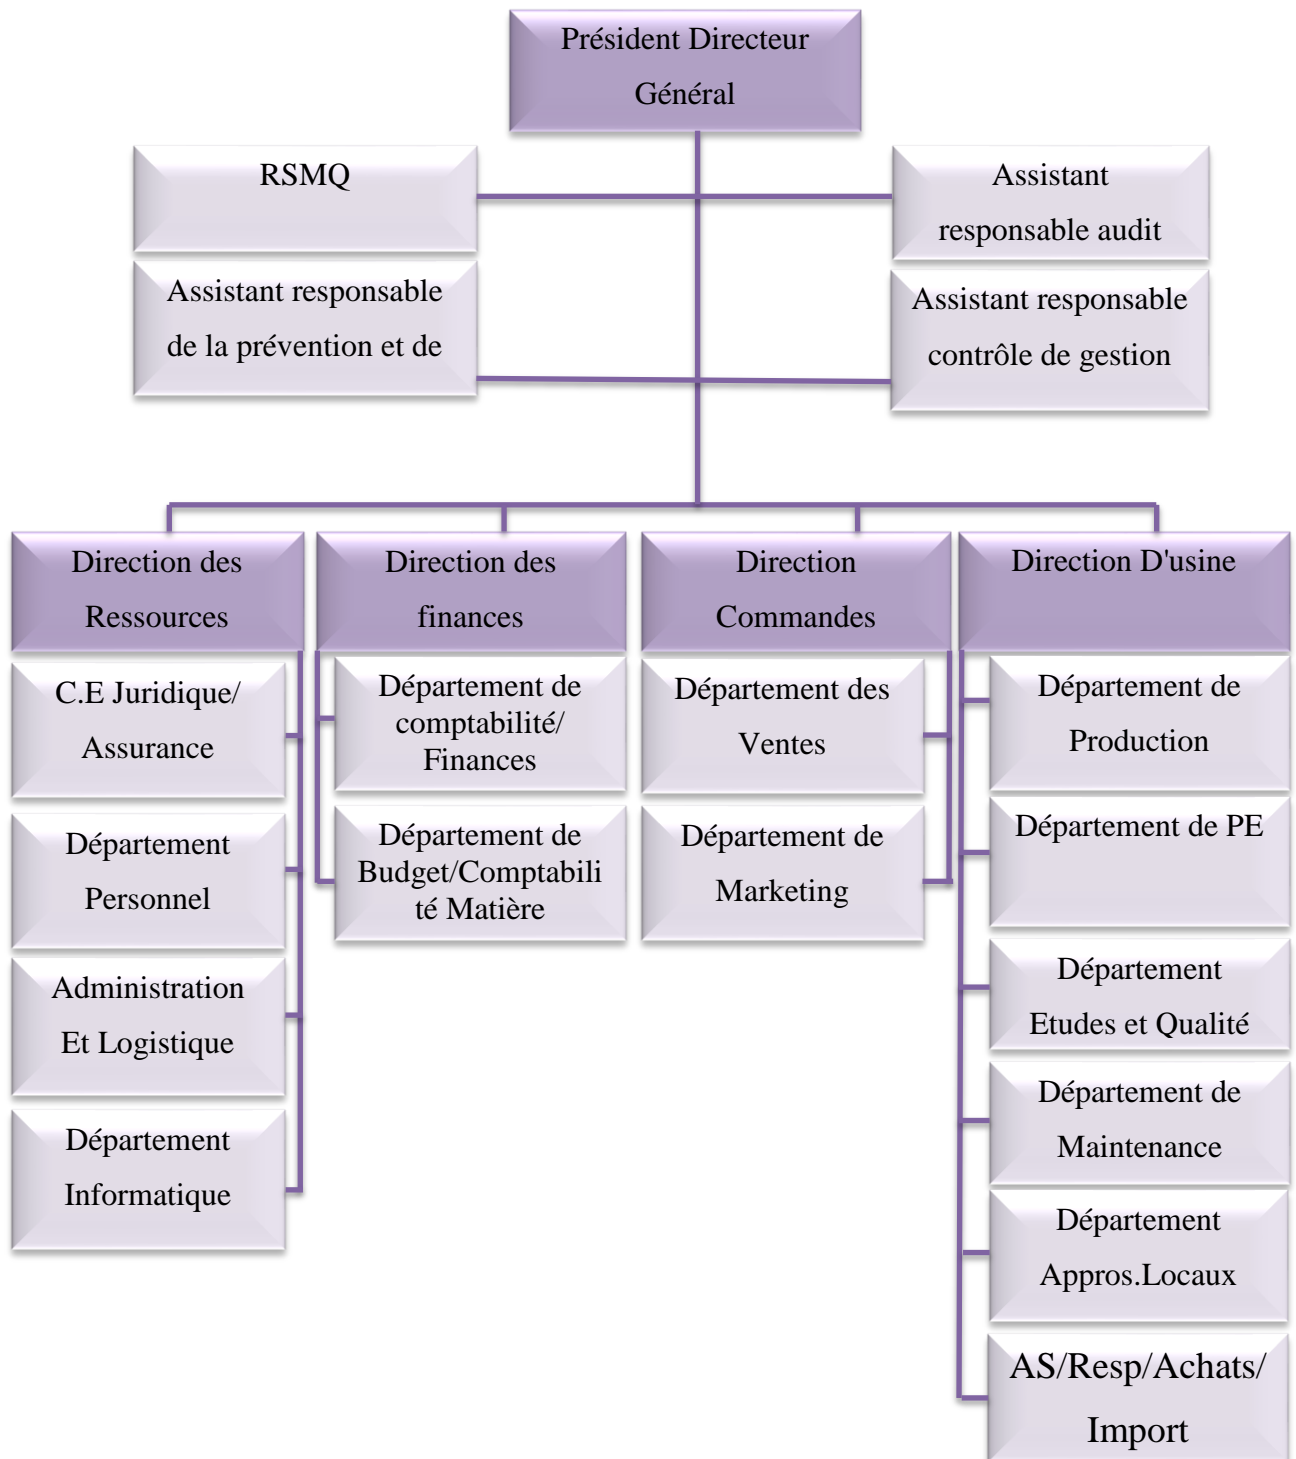 Président Directeur
Général
RSMQ
Assistant
responsable audit
Assistant responsable
de la prévention et de
Assistant responsable
contrôle de gestion
Direction des
Ressources
Direction des
finances
Direction
Commandes
Direction D'usine
C.E Juridique/
Assurance
Département
Personnel
Administration
Et Logistique
Département
Informatique
Département de
comptabilité/
Finances
Département de
Budget/Comptabili
té Matière
Département des
Ventes
Département de
Marketing
Département de
Production
Département de PE
Département
Etudes et Qualité
Département de
Maintenance
Département
Appros.Locaux
AS/Resp/Achats/
Import